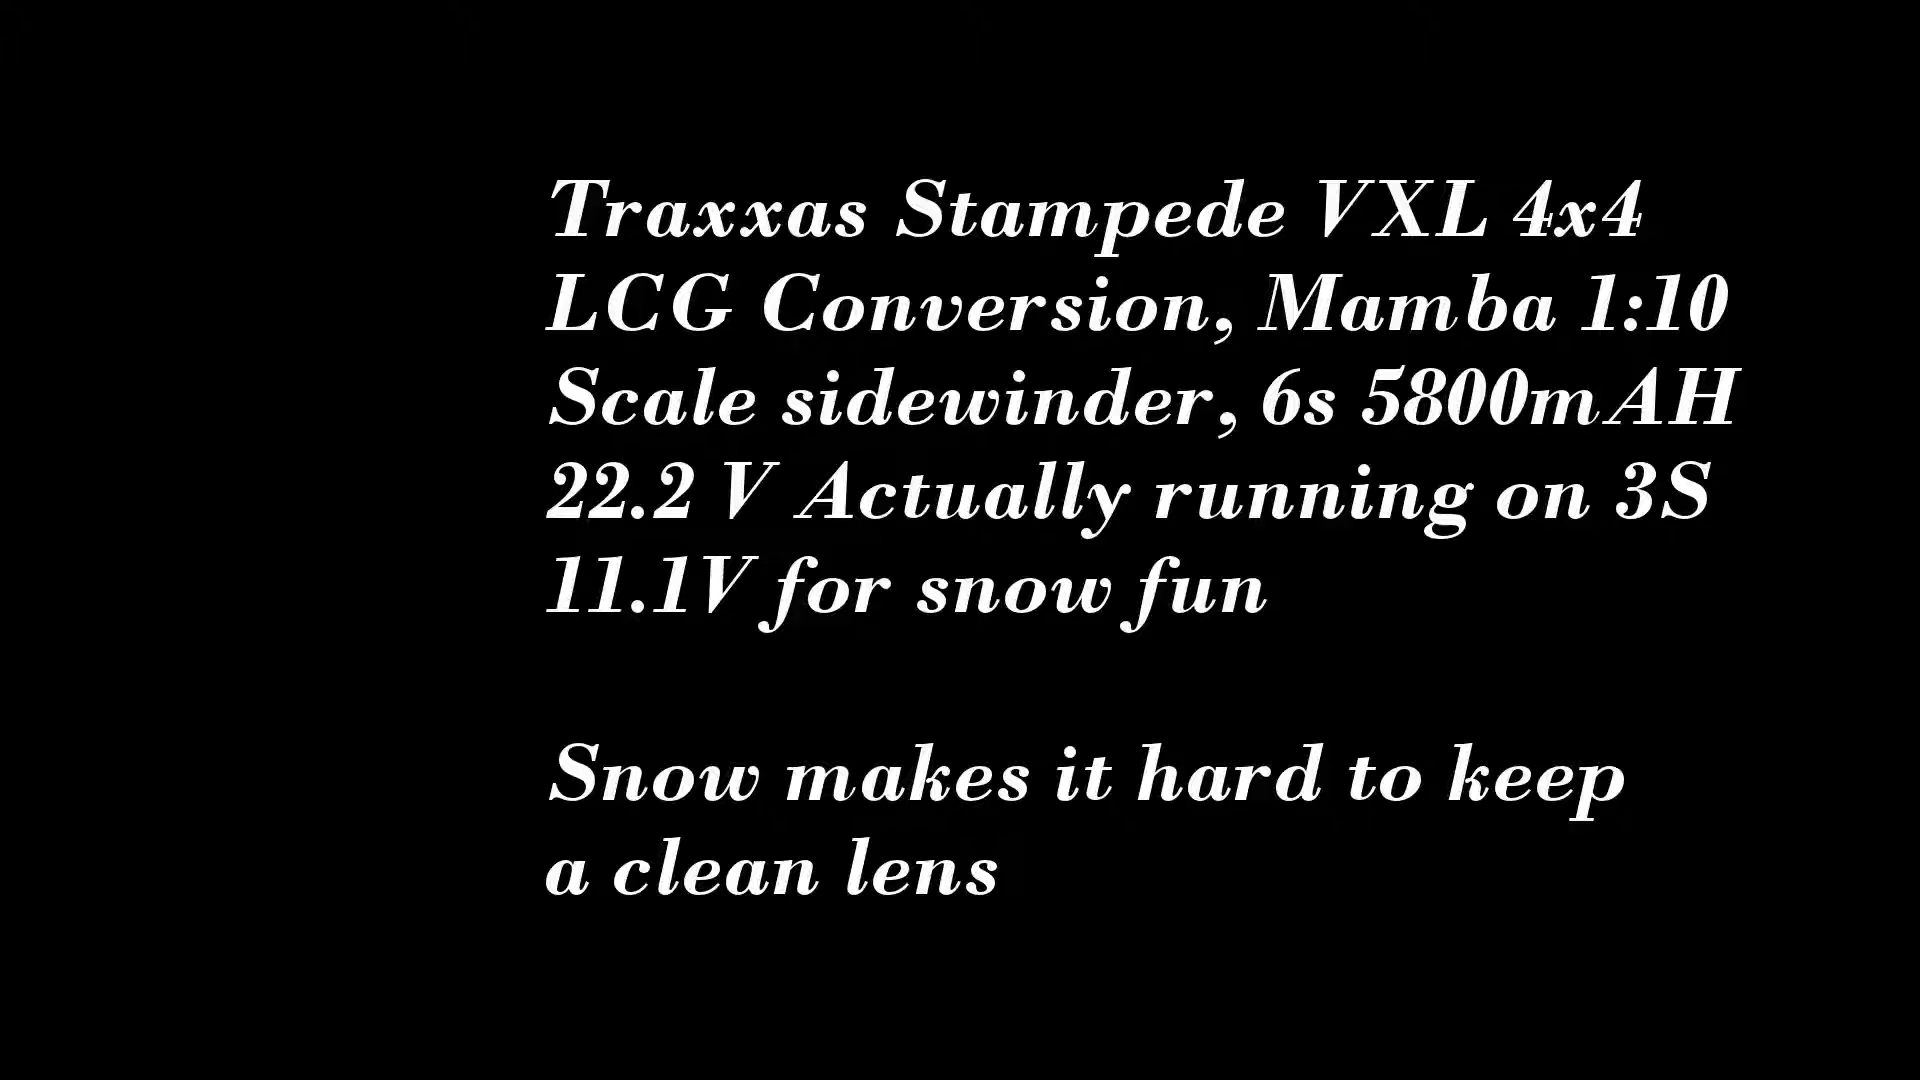 Traxxas Stampede VXL 4x4
LCG Conversion, Mamba 1:10
Scale sidewinder, 6s 5800mAH
22.2 V Actually running on 3S
11.1V for snow fun
Snow makes it hard to keep
a clean lens